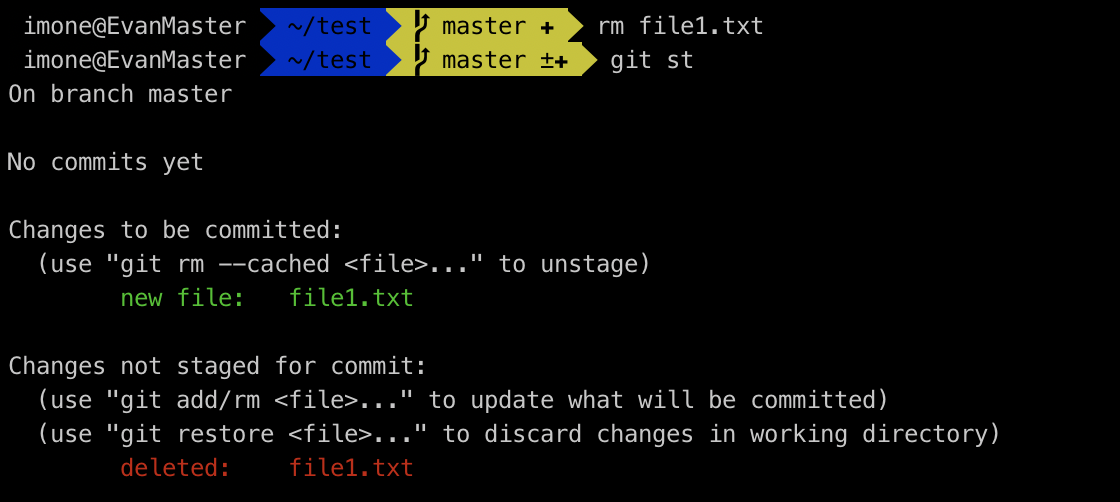 imone@EvanMaster ~/test master + rm file1.txt
imone@EvanMaster ~/test master ±+ git st
On branch master
No commits yet
Changes to be committed:
(use "git rm --cached <file>..." to unstage)
new file: file1.txt
Changes not staged for commit:
(use "git add/rm <file>..." to update what will be committed)
(use "git restore <file>..." to discard changes in working directory)
deleted: file1.txt